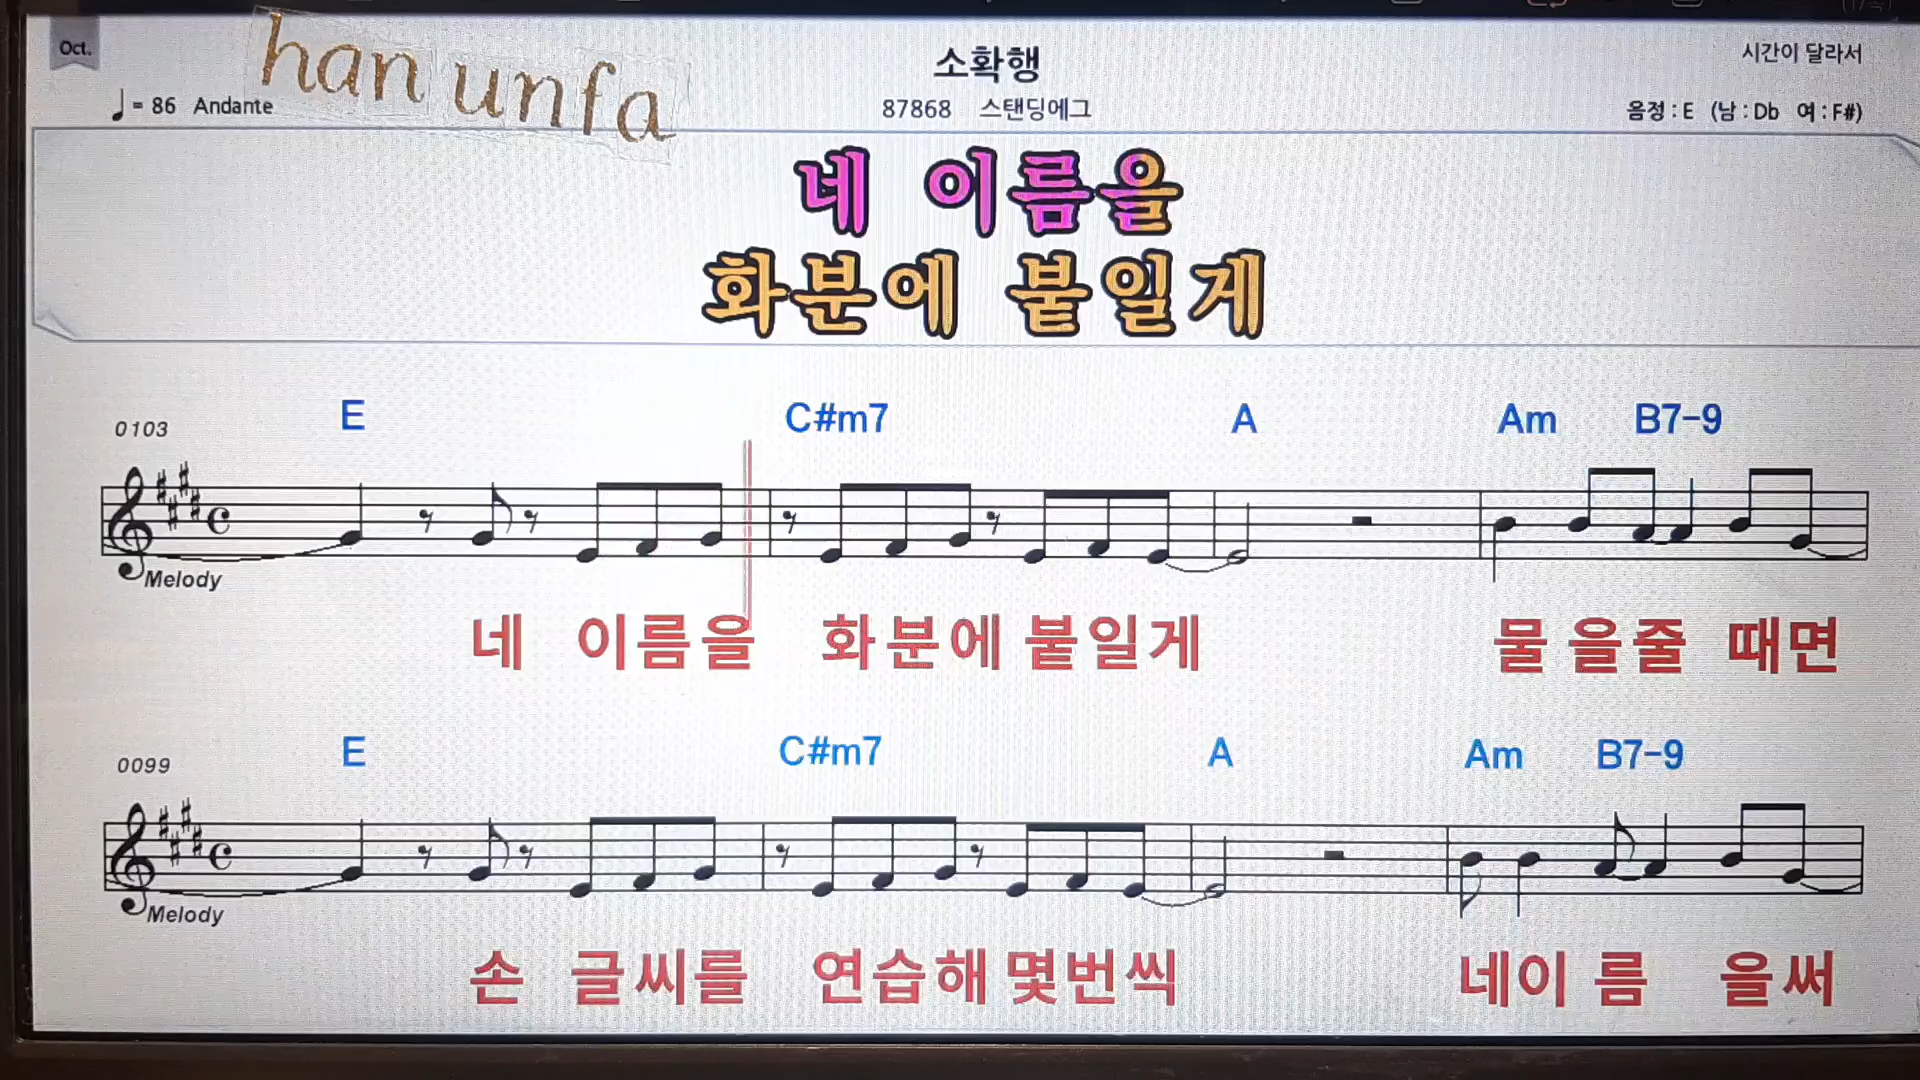 Oct.
han unfa
소확행
시간이 달라서
♩= 86 Andante
87868 스탠딩에그
음정 : E (남 : Db 여 : F#)
네 이름을
화분에 붙일게
E C#m7 A Am B7-9
0103
Melody
네 이름을 화분에 붙일게 물을줄 때면
E C#m7 A Am B7-9
0099
Melody
손 글씨를 연습해 몇번씩 네이름 을써